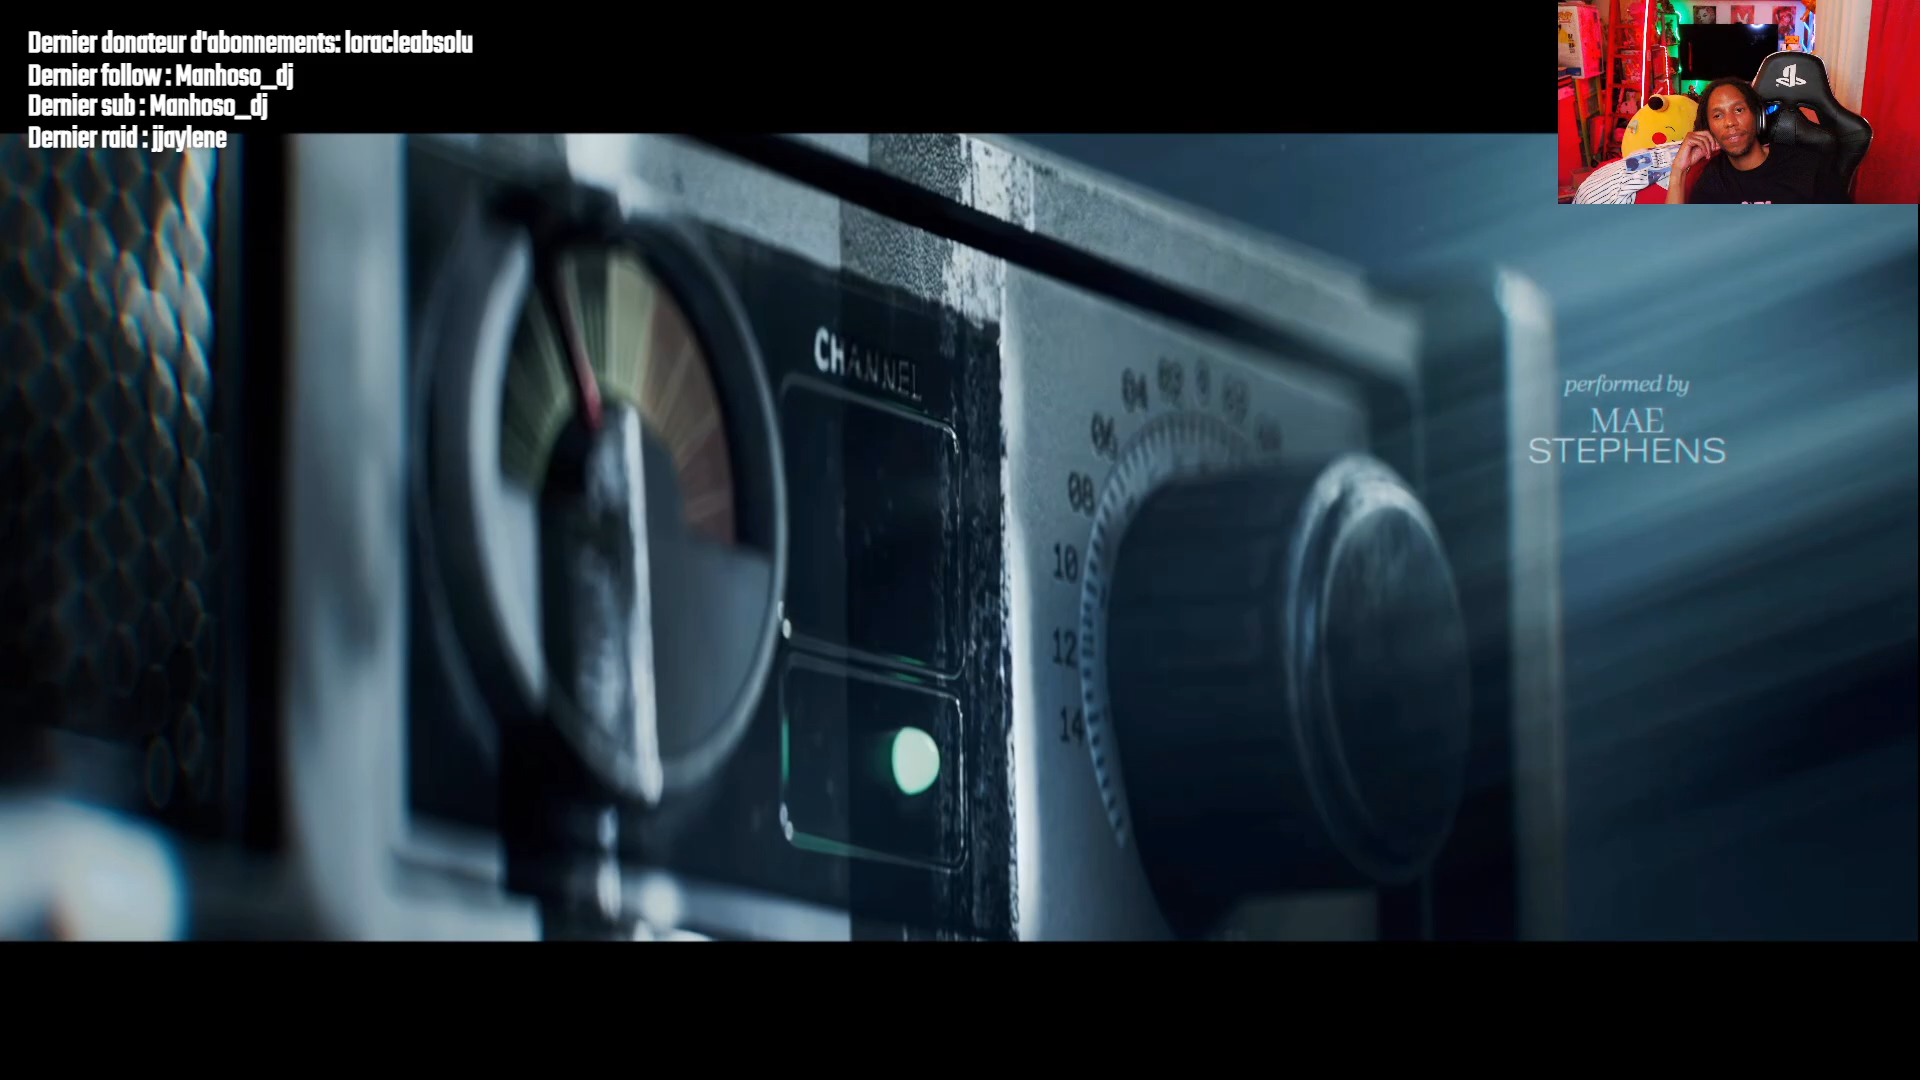 Dernier donateur d'abonnements: loracleabsolu
Dernier follow : Manhoso_dj
Dernier sub : Manhoso_dj
Dernier raid : jjaylene
CHANNEL
04 02 0
06
08
10
12
14
performed by
MAE
STEPHENS